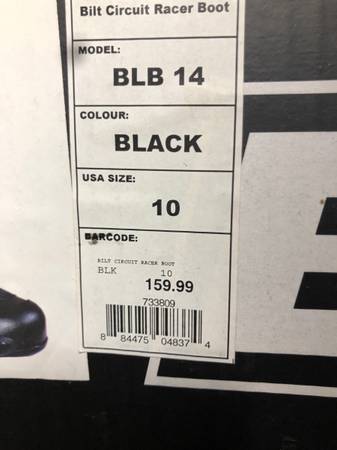 Bilt Circuit Racer Boot
MODEL:
BLB 14
COLOUR:
BLACK
USA SIZE:
10
BARCODE:
BILT CIRCUIT RACER BOOT
BLK 10
159.99
733809
8 84475 04837 4